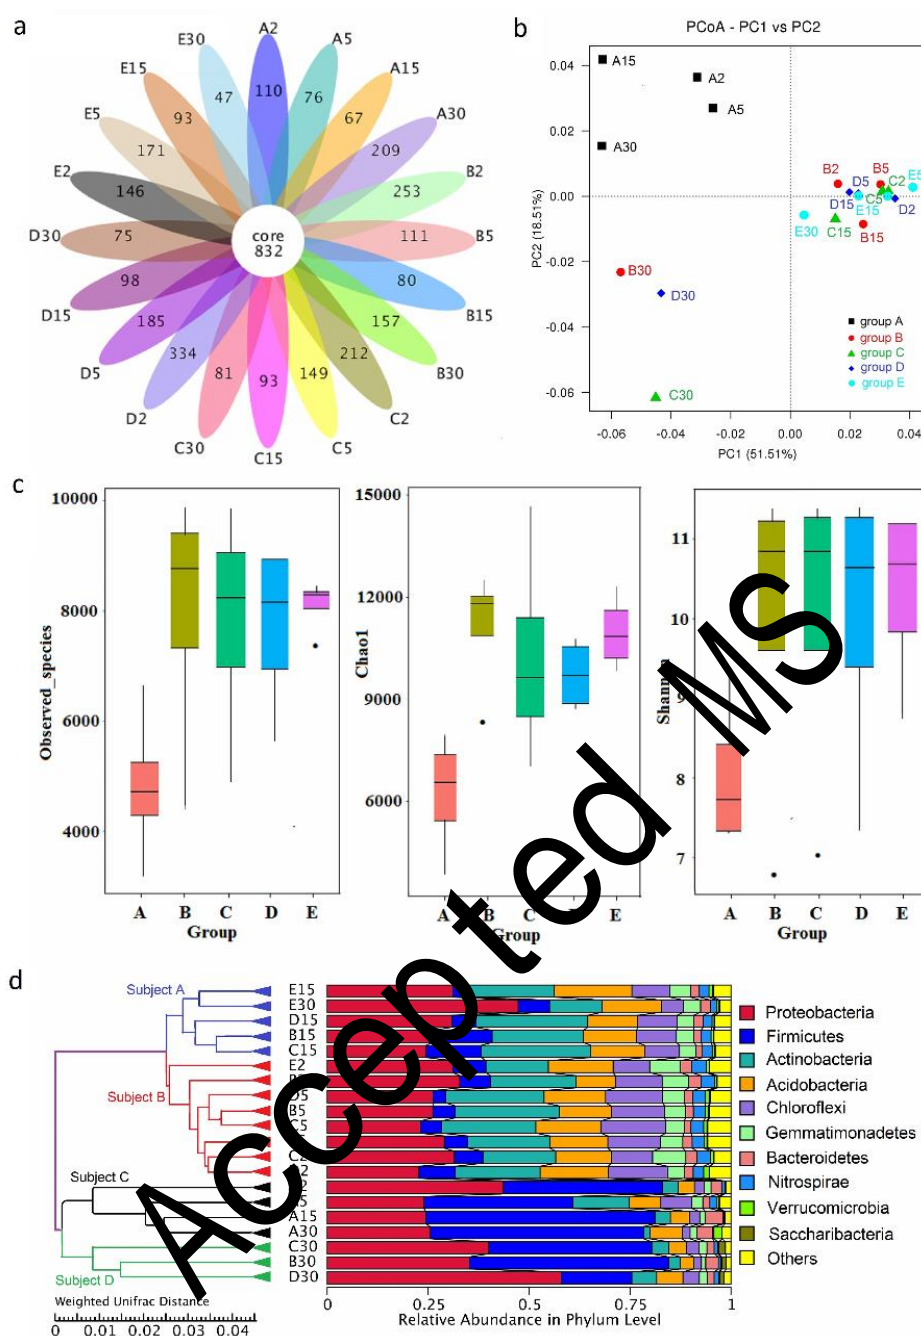 a
A2
A5
A15
A30
B2
B5
B15
B30
C2
C5
C15
C30
D2
D5
D15
D30
E2
E5
E15
E30
110
76
67
209
253
111
80
157
212
149
93
81
334
185
98
75
146
171
93
47
core
832
b
PCoA - PC1 vs PC2
PC2 (18.51%)
0.04
0.02
0.00
-0.02
-0.04
-0.06
A15
A2
A5
A30
B2
B5
D5
C2
E5
D15
C5
E15
D2
E30
C15
B15
B30
D30
C30
group A
group B
group C
group D
group E
-0.06 -0.04 -0.02 0.00 0.02 0.04
PC1 (51.51%)
c
Observed_species
10000
8000
6000
4000
A B C D E
Group
Chao1
15000
12000
9000
6000
A B C E
Group
11
10
8
7
A B C D E
Group
Accepted MS
d
Subject A
Subject B
Subject C
Subject D
E15
E30
D15
B15
C15
E2
D5
B5
C5
C2
A15
A30
C30
B30
D30
Weighted Unifrac Distance
0 0.01 0.02 0.03 0.04
0 0.25 0.5 0.75 1
Relative Abundance in Phylum Level
Proteobacteria
Firmicutes
Actinobacteria
Acidobacteria
Chloroflexi
Gemmatimonadetes
Bacteroidetes
Nitrospirae
Verrucomicrobia
Saccharibacteria
Others